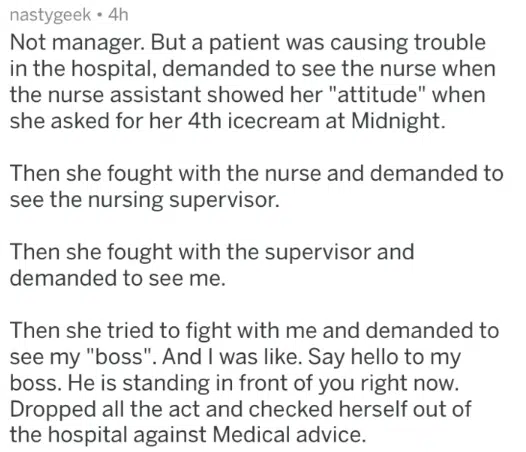 nastygeek • 4h
Not manager. But a patient was causing trouble
in the hospital, demanded to see the nurse when
the nurse assistant showed her "attitude" when
she asked for her 4th icecream at Midnight.
Then she fought with the nurse and demanded to
see the nursing supervisor.
Then she fought with the supervisor and
demanded to see me.
Then she tried to fight with me and demanded to
see my "boss". And I was like. Say hello to my
boss. He is standing in front of you right now.
Dropped all the act and checked herself out of
the hospital against Medical advice.